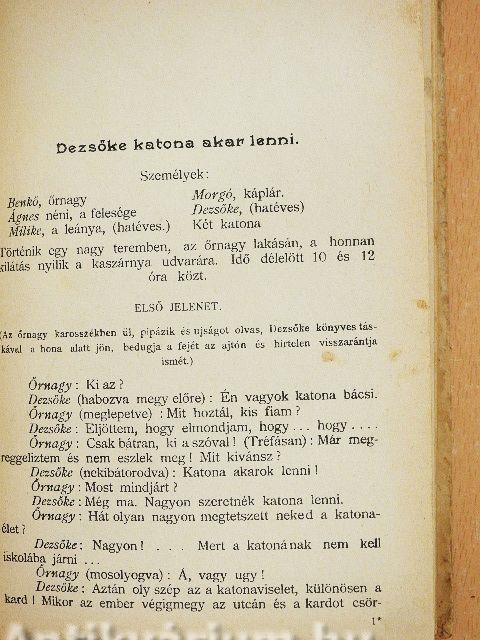 Dezsőke katona akar lenni.
Személyek:
Benkó, őrnagy
Ágnes néni, a felesége
Milike, a leánya, (hatéves.)
Morgó, káplár.
Dezsőke, (hatéves)
Két katona
Történik egy nagy teremben, az őrnagy lakásán, a honnan
kilátás nyilik a kaszárnya udvarára. Idő délelőtt 10 és 12
óra közt.
ELSŐ JELENET.
(Az őrnagy karosszékben ül, pipázik és ujságot olvas, Dezsőke könyves tás-
kával a hona alatt jön, bedugja a fejét az ajtón és hirtelen visszarántja
ismét.)
Őrnagy: Ki az?
Dezsőke (habozva megy előre): Én vagyok katona bácsi.
Őrnagy (meglepetve): Mit hoztál, kis fiam?
Dezsőke: Eljöttem, hogy elmondjam, hogy... hogy....
Őrnagy: Csak bátran, ki a szóval! (Tréfásan): Már meg-
reggeliztem és nem eszlek meg! Mit kivánsz?
Dezsőke (nekibátorodva): Katona akarok lenni!
Őrnagy: Most mindjárt?
Dezsőke: Még ma. Nagyon szeretnék katona lenni.
Őrnagy: Hát olyan nagyon megtetszett neked a katona-
élet?
Dezsőke: Nagyon! . . . Mert a katonának nem kell
iskolába járni ...
Őrnagy (mosolyogva): Á, vagy ugy!
Dezsőke: Aztán oly szép az a katonaviselet, különösen a
kard! Mikor az ember végigmegy az utcán és a kardot csör-
1*